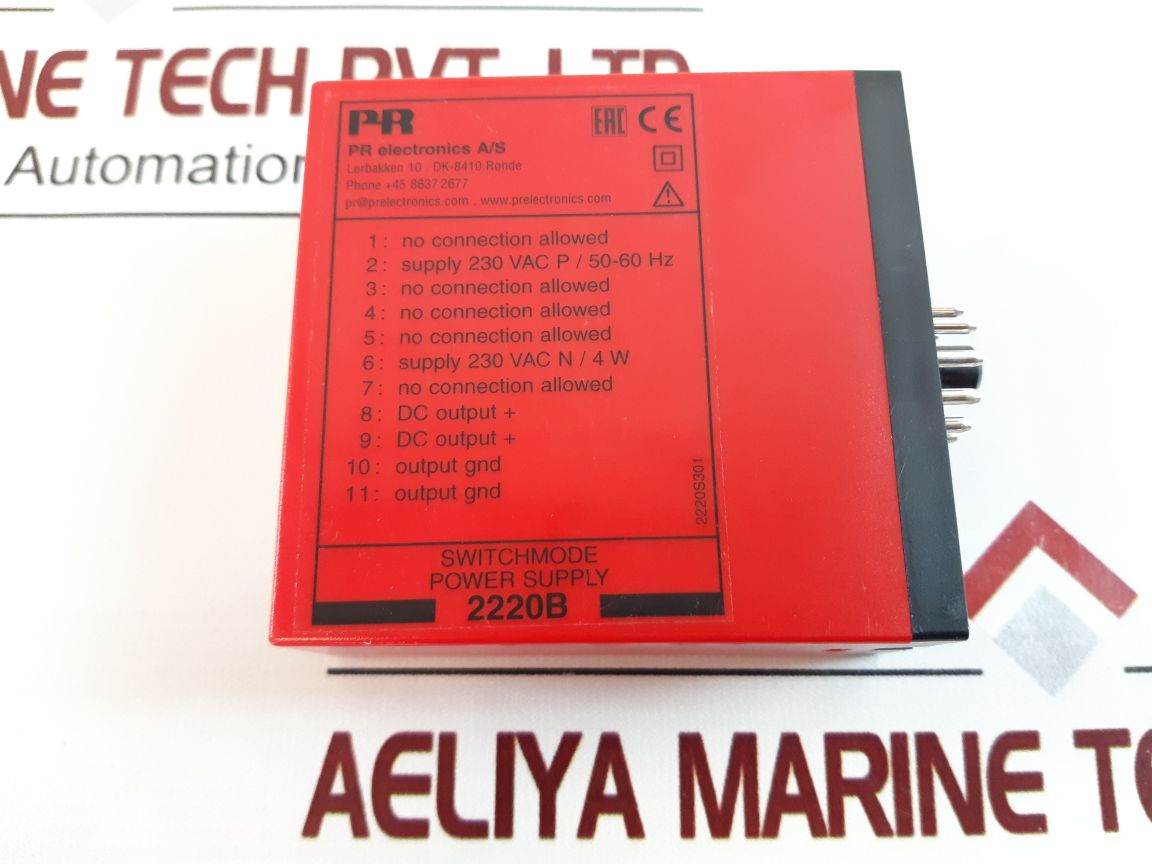 NE TECH PVT. LTD
Automation
PR
EAC CE
PR electronics A/S
Lerbakken 10 . DK-8410 Rønde
Phone +45 8637 2677
pr@prelectronics.com . www.prelectronics.com
1: no connection allowed
2: supply 230 VAC P / 50-60 Hz
3: no connection allowed
4: no connection allowed
5: no connection allowed
6: supply 230 VAC N / 4 W
7: no connection allowed
8: DC output +
9: DC output +
10: output gnd
11: output gnd
2220S301
SWITCHMODE
POWER SUPPLY
2220B
AELIYA MARINE TE